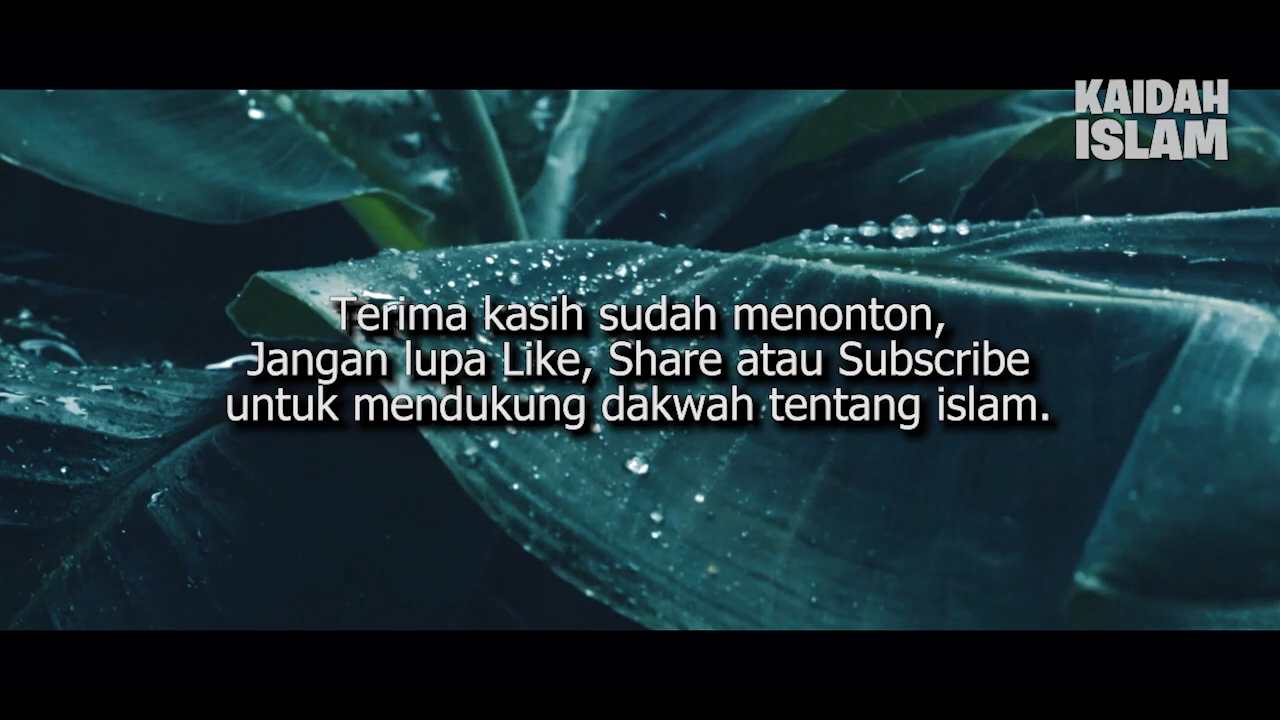 KAIDAH
ISLAM
Terima kasih sudah menonton,
Jangan lupa Like, Share atau Subscribe
untuk mendukung dakwah tentang islam.